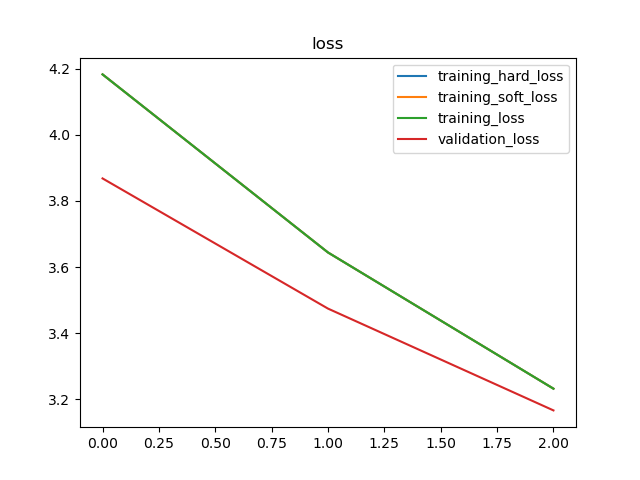 loss
training_hard_loss
training_soft_loss
training_loss
validation_loss
4.2
4.0
3.8
3.6
3.4
3.2
0.00 0.25 0.50 0.75 1.00 1.25 1.50 1.75 2.00